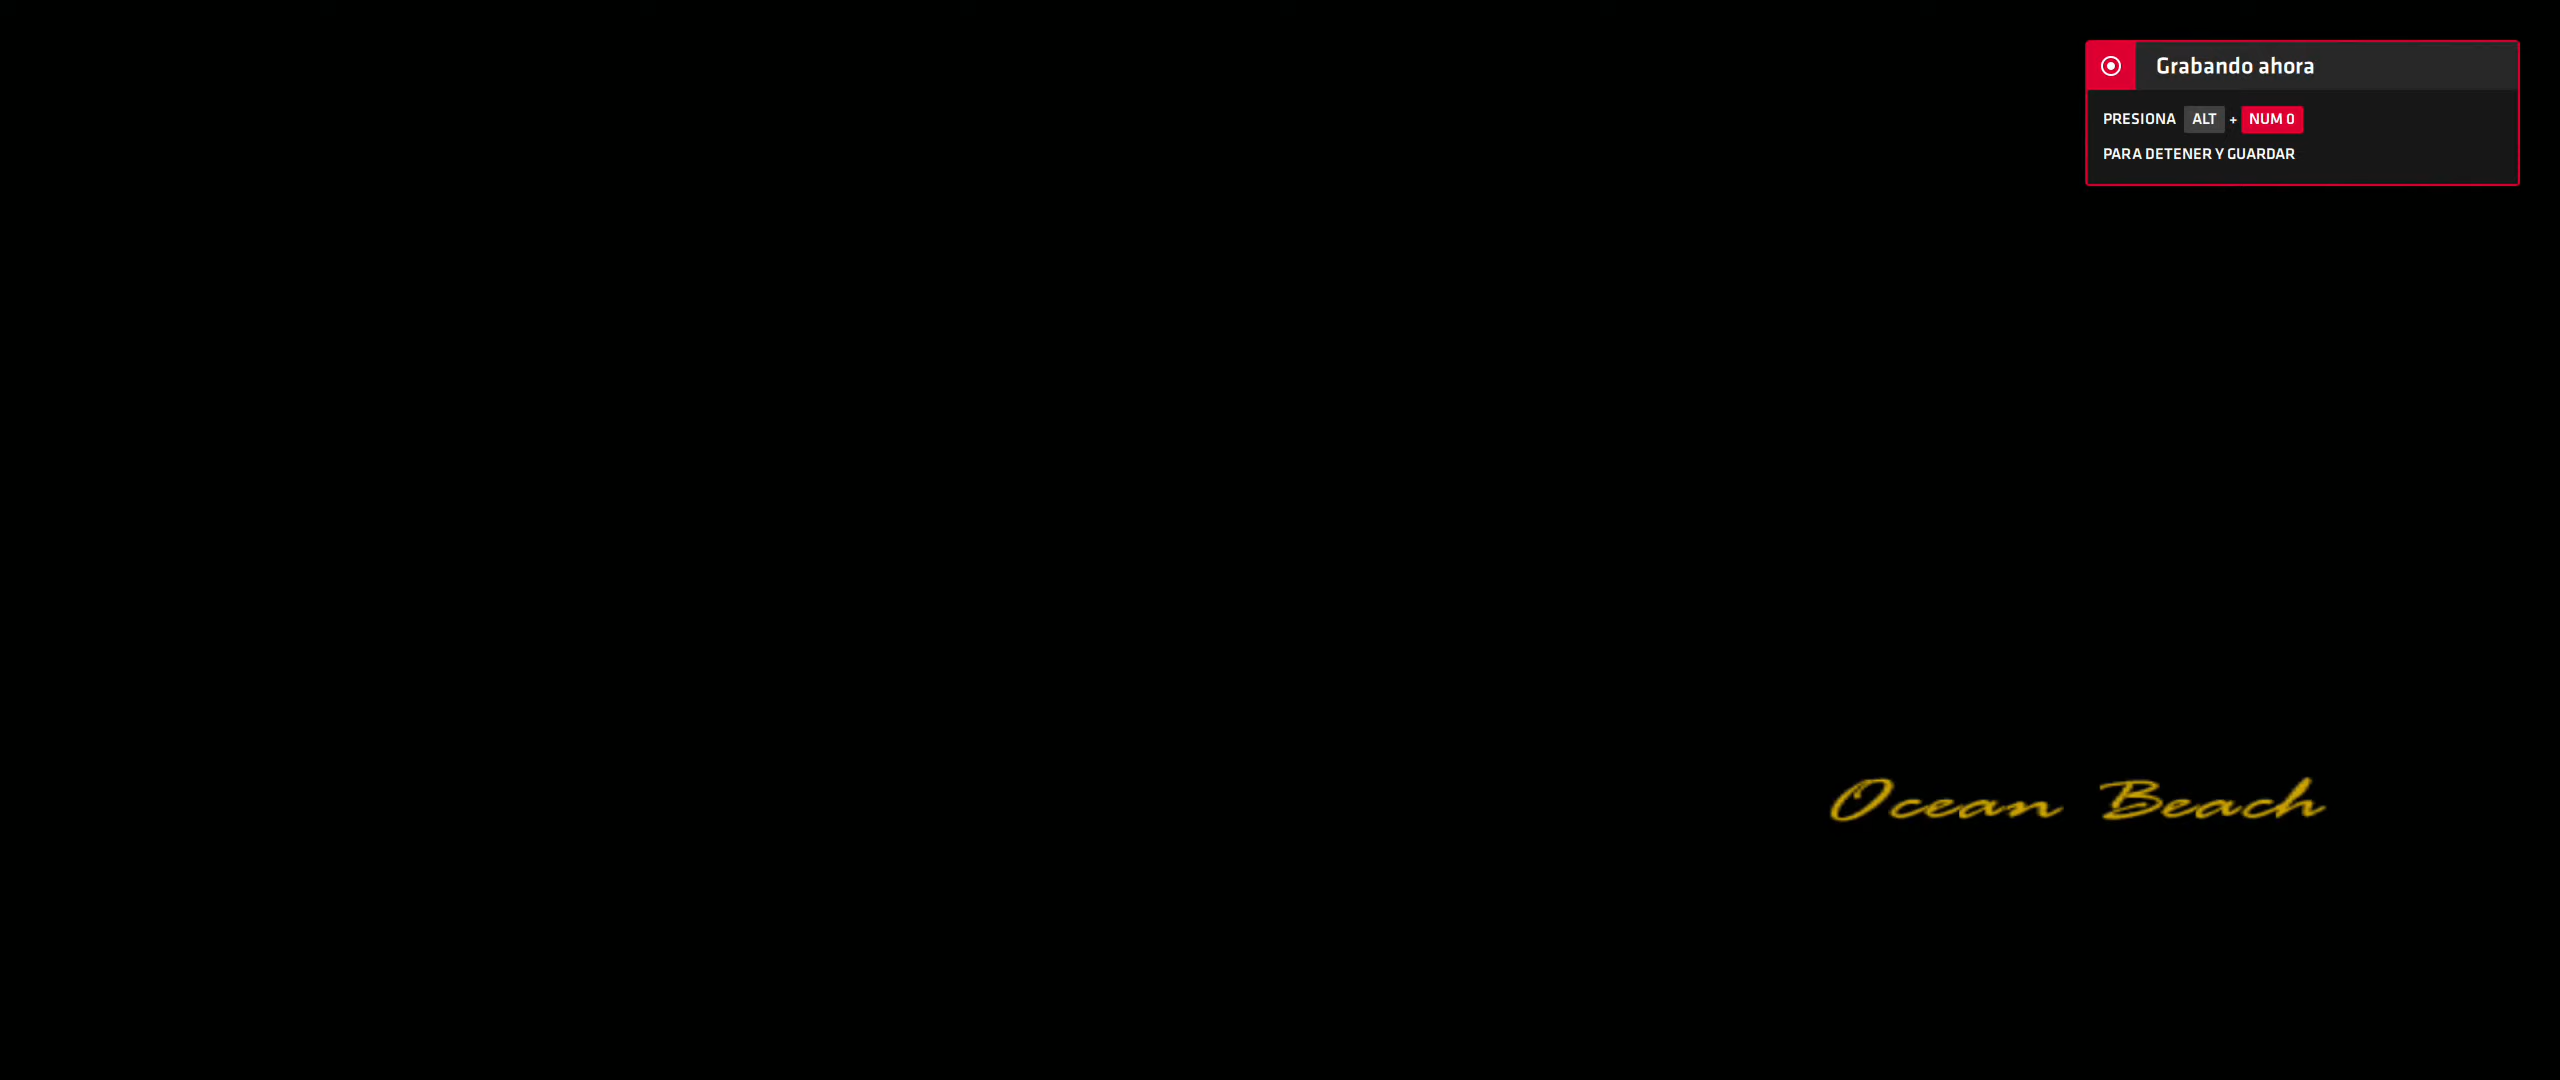 Grabando ahora
PRESIONA ALT + NUM 0
PARA DETENER Y GUARDAR
Ocean Beach